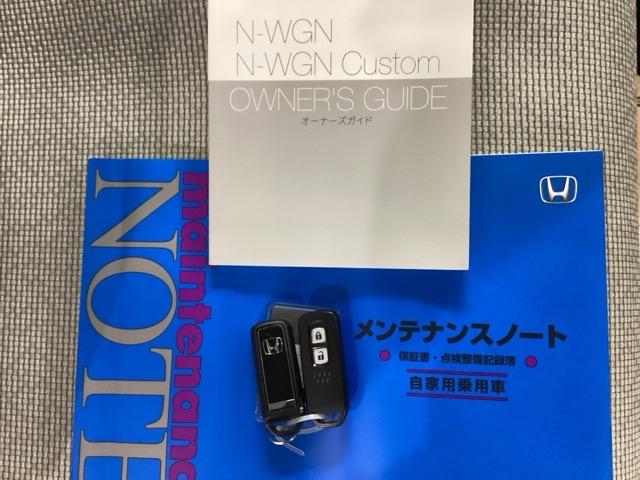 N-WGN
N-WGN Custom
OWNER'S GUIDE
オーナーズガイド
maintenanc
NOT
メンテナンスノート
保証書・点検整備記録簿
自家用乗用車